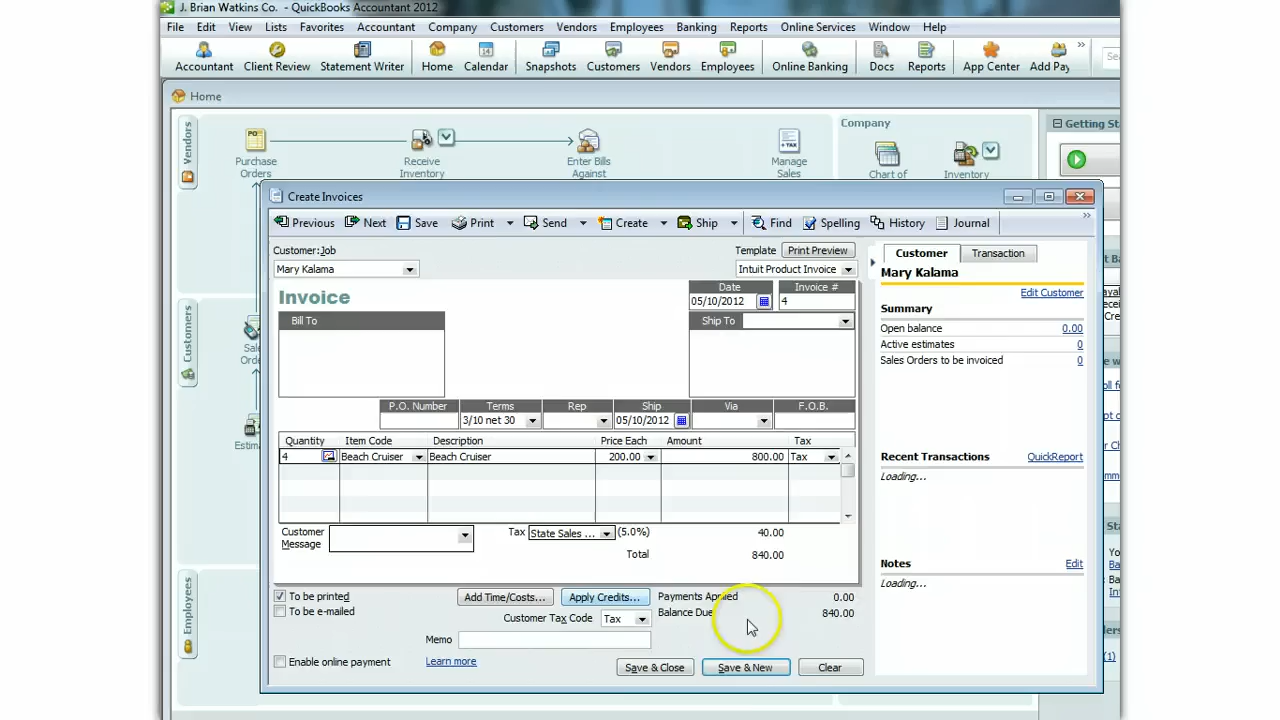 J. Brian Watkins Co. - QuickBooks Accountant 2012
File Edit View Lists Favorites Accountant Company Customers Vendors Employees Banking Reports Online Services Window Help
Accountant Client Review Statement Writer Home Calendar Snapshots Customers Vendors Employees Online Banking Docs Reports App Center Add Pay
Home
Vendors
Purchase Orders
Receive Inventory
Enter Bills Against
Manage Sales
Company
Chart of
Inventory
Getting
Create Invoices
Previous Next Save Print Send Create Ship Find Spelling History Journal
Customer:Job
Mary Kalama
Template Print Preview
Intuit Product Invoice
Invoice
Date Invoice #
05/10/2012 4
Bill To
Ship To
P.O. Number Terms Rep Ship Via F.O.B.
3/10 net 30 05/10/2012
Quantity Item Code Description Price Each Amount Tax
4 Beach Cruiser Beach Cruiser 200.00 800.00 Tax
Customer Message
Tax State Sales ... (5.0%) 40.00
Total 840.00
To be printed
To be e-mailed
Add Time/Costs... Apply Credits...
Payments Applied 0.00
Balance Due 840.00
Customer Tax Code Tax
Memo
Enable online payment
Learn more
Save & Close Save & New Clear
Customer Transaction
Mary Kalama
Edit Customer
Summary
Open balance 0.00
Active estimates 0
Sales Orders to be invoiced 0
Recent Transactions QuickReport
Loading...
Notes Edit
Loading...
Customers
Employees
(1)